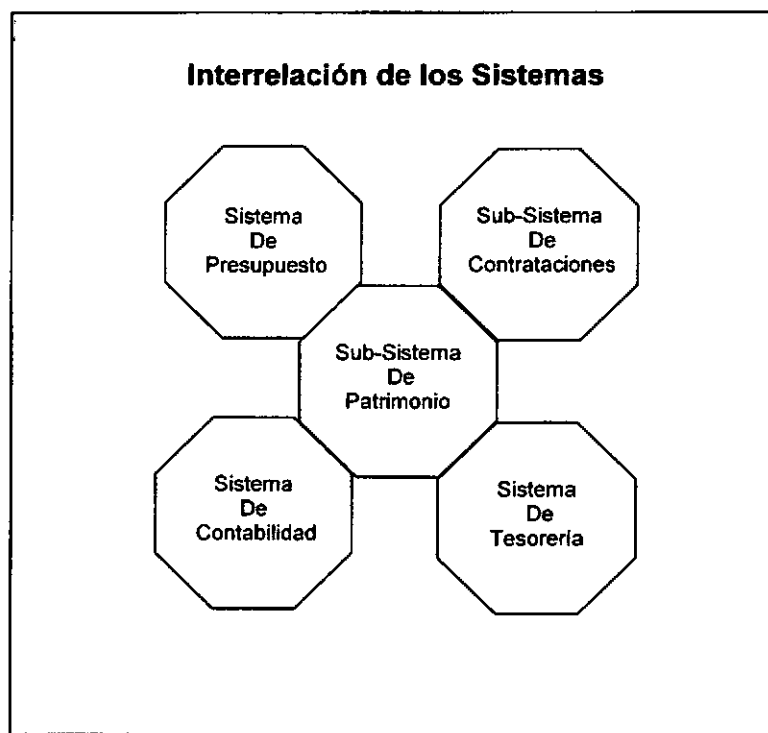 Interrelación de los Sistemas
Sistema
De
Presupuesto
Sub-Sistema
De
Contrataciones
Sub-Sistema
De
Patrimonio
Sistema
De
Contabilidad
Sistema
De
Tesorería